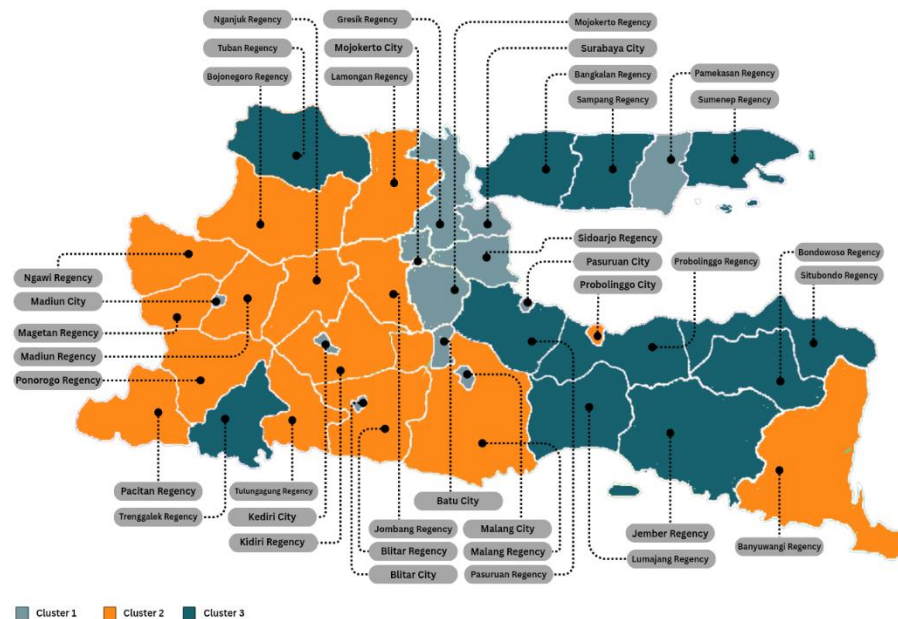 Nganjuk Regency
Gresik Regency
Mojokerto Regency
Tuban Regency
Mojokerto City
Surabaya City
Bojonegoro Regency
Lamongan Regency
Bangkalan Regency
Pamekasan Regency
Sampang Regency
Sumenep Regency
Sidoarjo Regency
Ngawi Regency
Pasuruan City
Probolinggo Regency
Bondowoso Regency
Madiun City
Probolinggo City
Situbondo Regency
Magetan Regency
Madiun Regency
Ponorogo Regency
Pacitan Regency
Tulungagung Regency
Batu City
Trenggalek Regency
Kediri City
Jombang Regency
Malang City
Jember Regency
Kidiri Regency
Blitar Regency
Malang Regency
Lumajang Regency
Banyuwangi Regency
Blitar City
Pasuruan Regency
Cluster 1
Cluster 2
Cluster 3